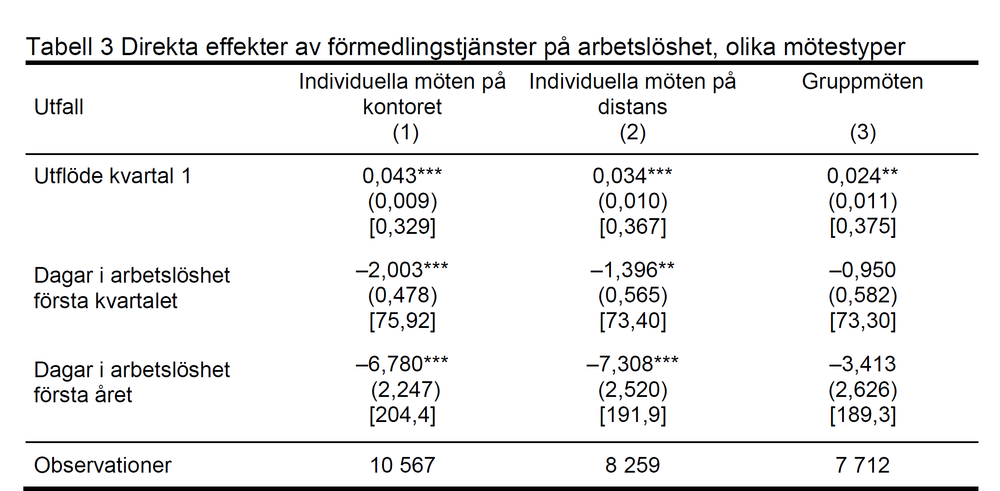 Tabell 3 Direkta effekter av förmedlingstjänster på arbetslöshet, olika mötestyper
Individuella möten på Individuella möten på Gruppmöten
Utfall kontoret distans
(1) (2) (3)
Utflöde kvartal 1 0,043*** 0,034*** 0,024**
(0,009) (0,010) (0,011)
[0,329] [0,367] [0,375]
Dagar i arbetslöshet –2,003*** –1,396** –0,950
första kvartalet (0,478) (0,565) (0,582)
[75,92] [73,40] [73,30]
Dagar i arbetslöshet –6,780*** –7,308*** –3,413
första året (2,247) (2,520) (2,626)
[204,4] [191,9] [189,3]
Observationer 10 567 8 259 7 712